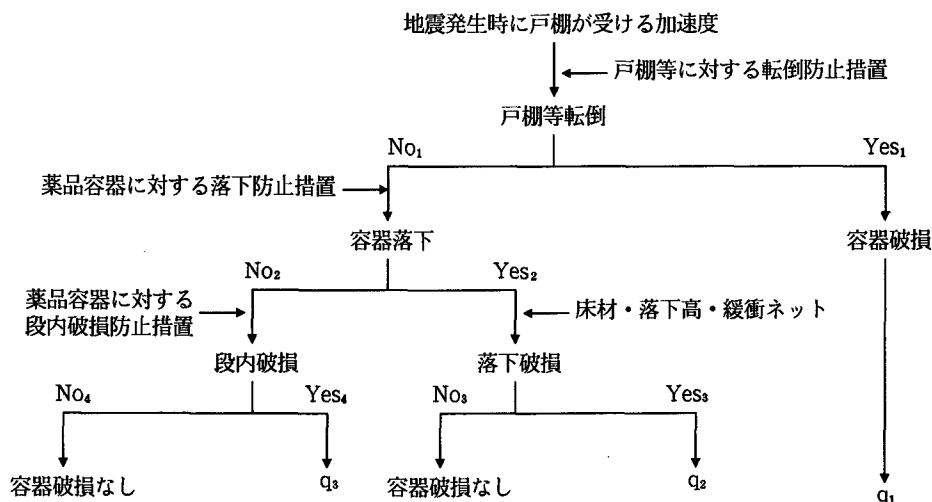 地震発生時に戸棚が受ける加速度
戸棚等に対する転倒防止措置
戸棚等転倒
No₁
Yes₁
薬品容器に対する落下防止措置
容器落下
容器破損
No₂
Yes₂
薬品容器に対する
段内破損防止措置
床材・落下高・緩衝ネット
段内破損
落下破損
No₄
Yes₄
No₃
Yes₃
容器破損なし
q₃
容器破損なし
q₂
q₁